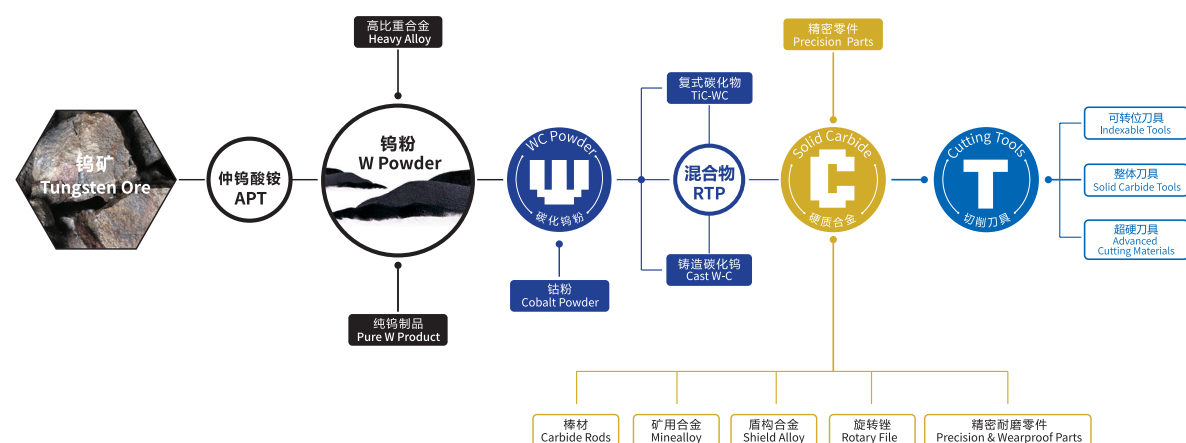 钨矿
Tungsten Ore
仲钨酸铵
APT
高比重合金
Heavy Alloy
钨粉
W Powder
纯钨制品
Pure W Product
WC Powder
W
碳化钨粉
钴粉
Cobalt Powder
复式碳化物
TiC-WC
混合物
RTP
铸造碳化钨
Cast W-C
精密零件
Precision Parts
Solid Carbide
C
硬质合金
Cutting Tools
T
切削刀具
可转位刀具
Indexable Tools
整体刀具
Solid Carbide Tools
超硬刀具
Advanced
Cutting Materials
棒材
Carbide Rods
矿用合金
Minealloy
盾构合金
Shield Alloy
旋转锉
Rotary File
精密耐磨零件
Precision & Wearproof Parts